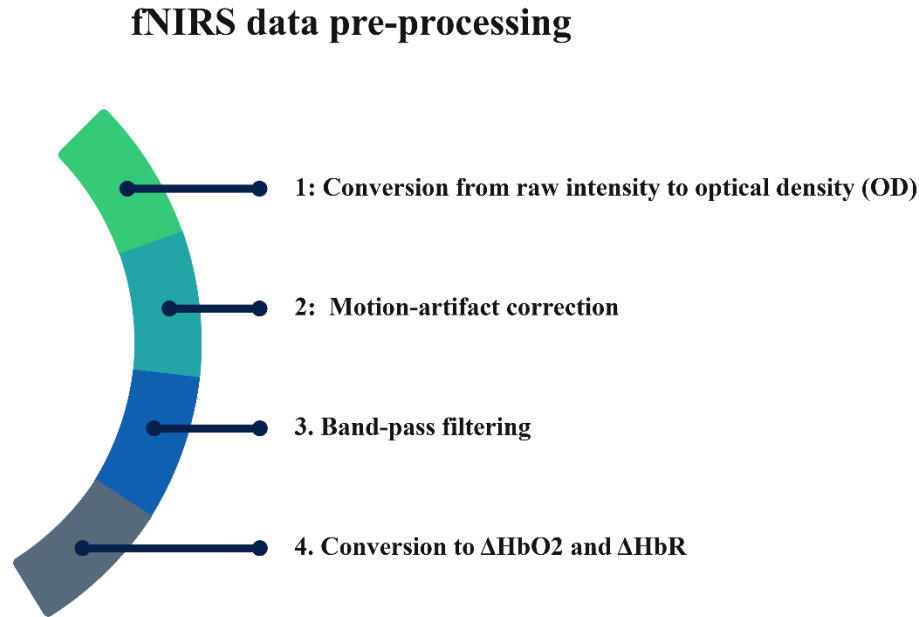 fNIRS data pre-processing
1: Conversion from raw intensity to optical density (OD)
2:  Motion-artifact correction
3. Band-pass filtering
4. Conversion to ΔHbO2 and ΔHbR